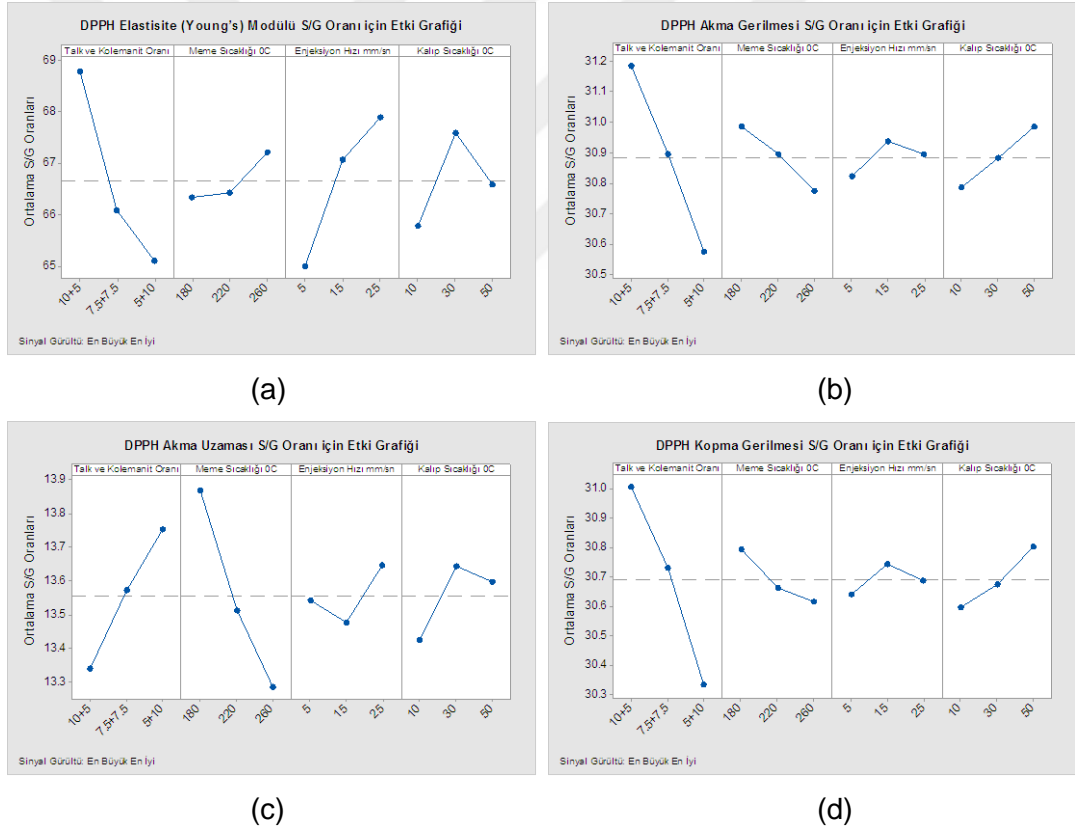 DPPH Elastisite (Young's) Modülü S/G Oranı için Etki Grafiği
Talk ve Kolemanit Oranı Meme Sıcaklığı 0C Enjeksiyon Hızı mm/sn Kalıp Sıcaklığı 0C
Ortalama S/G Oranları
69
68
67
66
65
10+5 7,5+7,5 5+10 180 220 260 5 15 25 10 30 50
Sinyal Gürültü: En Büyük En İyi
(a)
DPPH Akma Gerilmesi S/G Oranı için Etki Grafiği
Talk ve Kolemanit Oranı Meme Sıcaklığı 0C Enjeksiyon Hızı mm/sn Kalıp Sıcaklığı 0C
Ortalama S/G Oranları
31.2
31.1
31.0
30.9
30.8
30.7
30.6
30.5
10+5 7,5+7,5 5+10 180 220 260 5 15 25 10 30 50
Sinyal Gürültü: En Büyük En İyi
(b)
DPPH Akma Uzaması S/G Oranı için Etki Grafiği
Talk ve Kolemanit Oranı Meme Sıcaklığı 0C Enjeksiyon Hızı mm/sn Kalıp Sıcaklığı 0C
Ortalama S/G Oranları
13.9
13.8
13.7
13.6
13.5
13.4
13.3
10+5 7,5+7,5 5+10 180 220 260 5 15 25 10 30 50
Sinyal Gürültü: En Büyük En İyi
(c)
DPPH Kopma Gerilmesi S/G Oranı için Etki Grafiği
Talk ve Kolemanit Oranı Meme Sıcaklığı 0C Enjeksiyon Hızı mm/sn Kalıp Sıcaklığı 0C
Ortalama S/G Oranları
31.0
30.9
30.8
30.7
30.6
30.5
30.4
30.3
10+5 7,5+7,5 5+10 180 220 260 5 15 25 10 30 50
Sinyal Gürültü: En Büyük En İyi
(d)